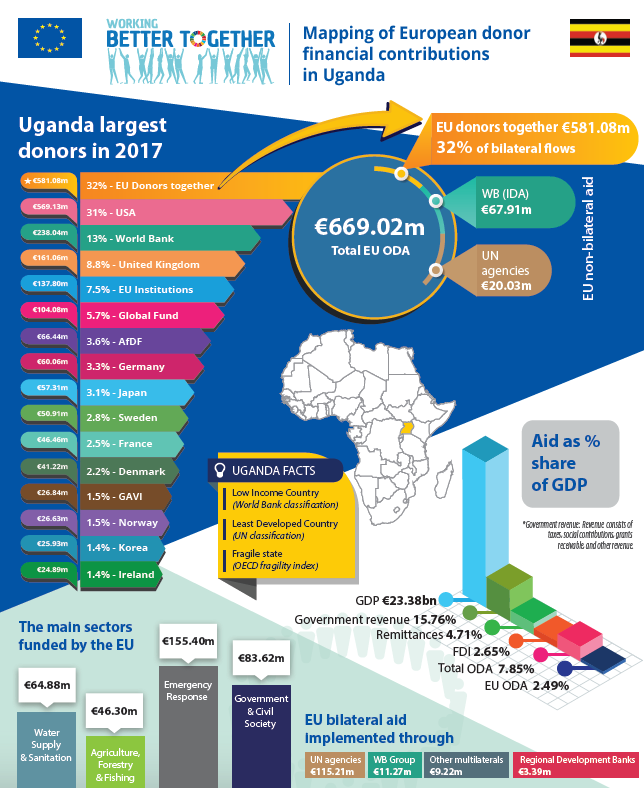 WORKING
BETTER TOGETHER
Mapping of European donor
financial contributions
in Uganda
Uganda largest
donors in 2017
€581.08m
32% - EU Donors together
€569.13m
31% - USA
€238.04m
13% - World Bank
€161.06m
8.8% - United Kingdom
€137.80m
7.5% - EU Institutions
€104.08m
5.7% - Global Fund
€66.44m
3.6% - AfDF
€60.06m
3.3% - Germany
€57.31m
3.1% - Japan
€50.91m
2.8% - Sweden
€46.46m
2.5% - France
€41.22m
2.2% - Denmark
€26.84m
1.5% - GAVI
€26.63m
1.5% - Norway
€25.93m
1.4% - Korea
€24.89m
1.4% - Ireland
EU donors together €581.08m
32% of bilateral flows
€669.02m
Total EU ODA
WB (IDA)
€67.91m
UN
agencies
€20.03m
EU non-bilateral aid
UGANDA FACTS
Low Income Country
(World Bank classification)
Least Developed Country
(UN classification)
Fragile state
(OECD fragility index)
Aid as %
share
of GDP
*Government revenue: Revenue consists of
taxes, social contributions, grants
receivable, and other revenue.
GDP €23.38bn
Government revenue 15.76%
Remittances 4.71%
FDI 2.65%
Total ODA 7.85%
EU ODA 2.49%
The main sectors
funded by the EU
€64.88m
Water
Supply
& Sanitation
€46.30m
Agriculture,
Forestry
& Fishing
€155.40m
Emergency
Response
€83.62m
Government
& Civil
Society
EU bilateral aid
implemented through
UN agencies
€115.21m
WB Group
€11.27m
Other multilaterals
€9.22m
Regional Development Banks
€3.39m